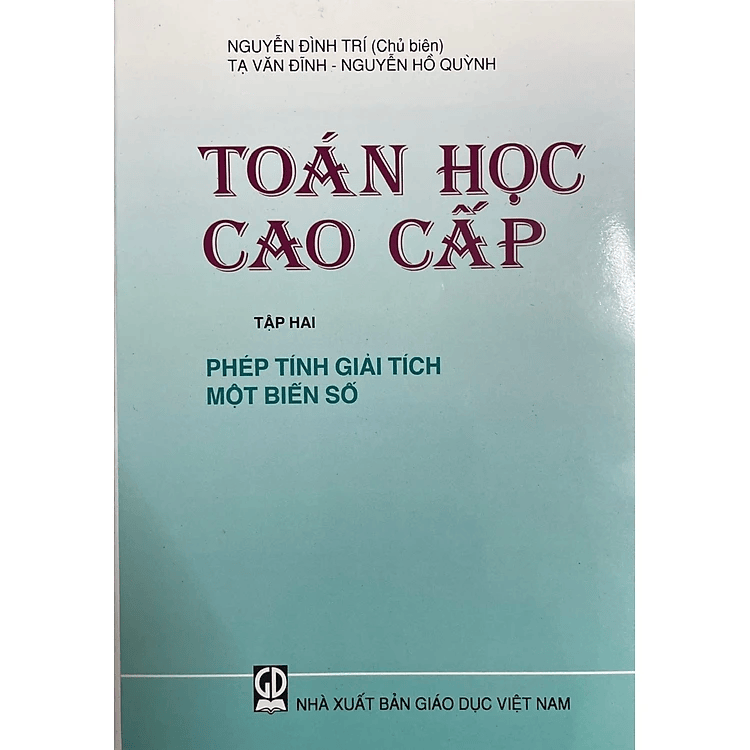 NGUYỄN ĐÌNH TRÍ (Chủ biên)
TẠ VĂN ĐĨNH - NGUYỄN HỒ QUỲNH
TOÁN HỌC
CAO CẤP
TẬP HAI
PHÉP TÍNH GIẢI TÍCH
MỘT BIẾN SỐ
GD
NHÀ XUẤT BẢN GIÁO DỤC VIỆT NAM